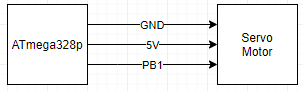 GND
ATmega328p
5V
Servo
Motor
PB1